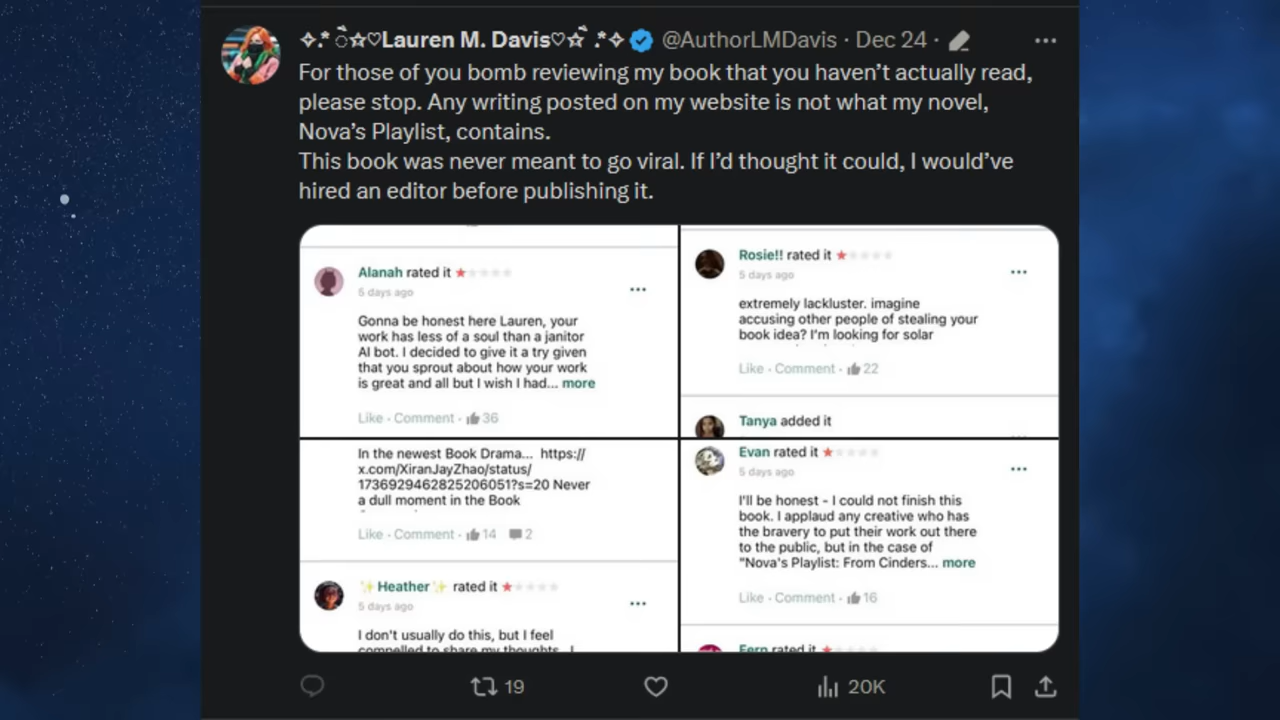 ✧.* ੈ☆♡Lauren M. Davis♡☆ ੈ .*✧ @AuthorLMDavis · Dec 24 ·
For those of you bomb reviewing my book that you haven't actually read,
please stop. Any writing posted on my website is not what my novel,
Nova's Playlist, contains.
This book was never meant to go viral. If I'd thought it could, I would've
hired an editor before publishing it.
Alanah rated it
5 days ago
Gonna be honest here Lauren, your
work has less of a soul than a janitor
AI bot. I decided to give it a try given
that you sprout about how your work
is great and all but I wish I had... more
Like · Comment · 36
Rosie!! rated it
5 days ago
extremely lackluster. imagine
accusing other people of stealing your
book idea? I'm looking for solar
Like · Comment · 22
Tanya added it
In the newest Book Drama... https://
x.com/XiranJayZhao/status/
1736929462825206051?s=20 Never
a dull moment in the Book
Like · Comment · 14 2
✨Heather✨ rated it
5 days ago
I don't usually do this, but I feel
compelled to share my thoughts. I
Evan rated it
5 days ago
I'll be honest - I could not finish this
book. I applaud any creative who has
the bravery to put their work out there
to the public, but in the case of
"Nova's Playlist: From Cinders... more
Like · Comment · 16
Fern rated it
19
20K